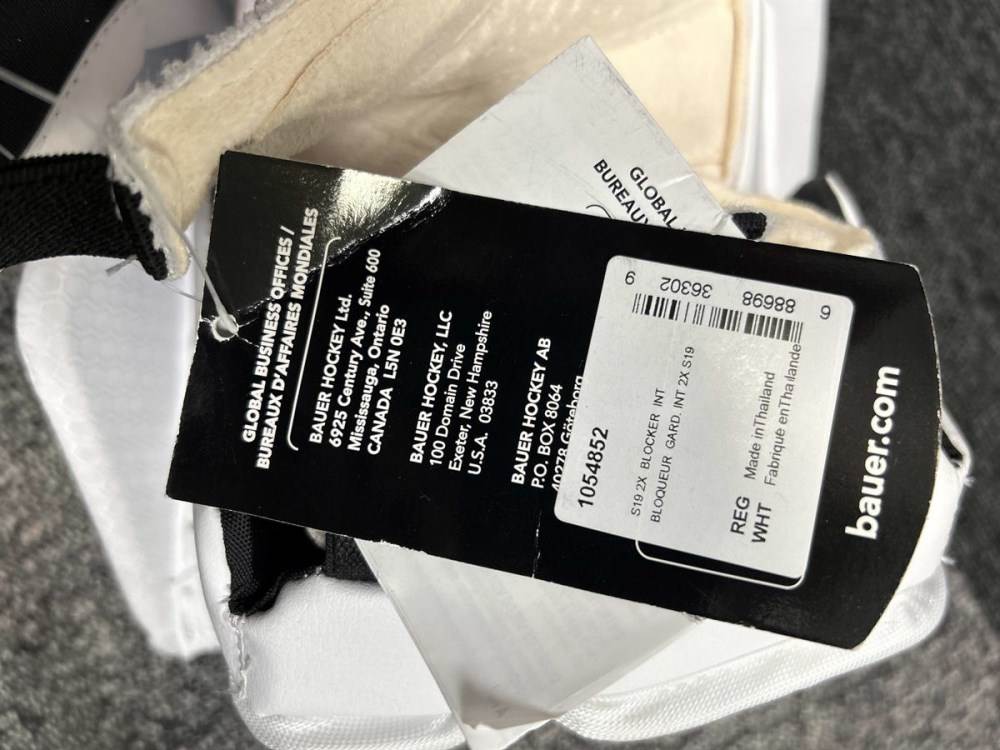 GLOBAL BUSINESS OFFICES /
BUREAUX D'AFFAIRES MONDIALES
BAUER HOCKEY Ltd.
6925 Century Ave., Suite 600
Mississauga, Ontario
CANADA L5N 0E3
BAUER HOCKEY, LLC
100 Domain Drive
Exeter, New Hampshire
U.S.A. 03833
BAUER HOCKEY AB
P.O. BOX 8064
40278 Göteborg
1054852
S19 2X BLOCKER INT
BLOQUEUR GARD. INT 2X S19
REG Made inThailand
WHT Fabriqué enThailande
6 88698 36302 9
bauer.com
GLOBAL
BUREAUX